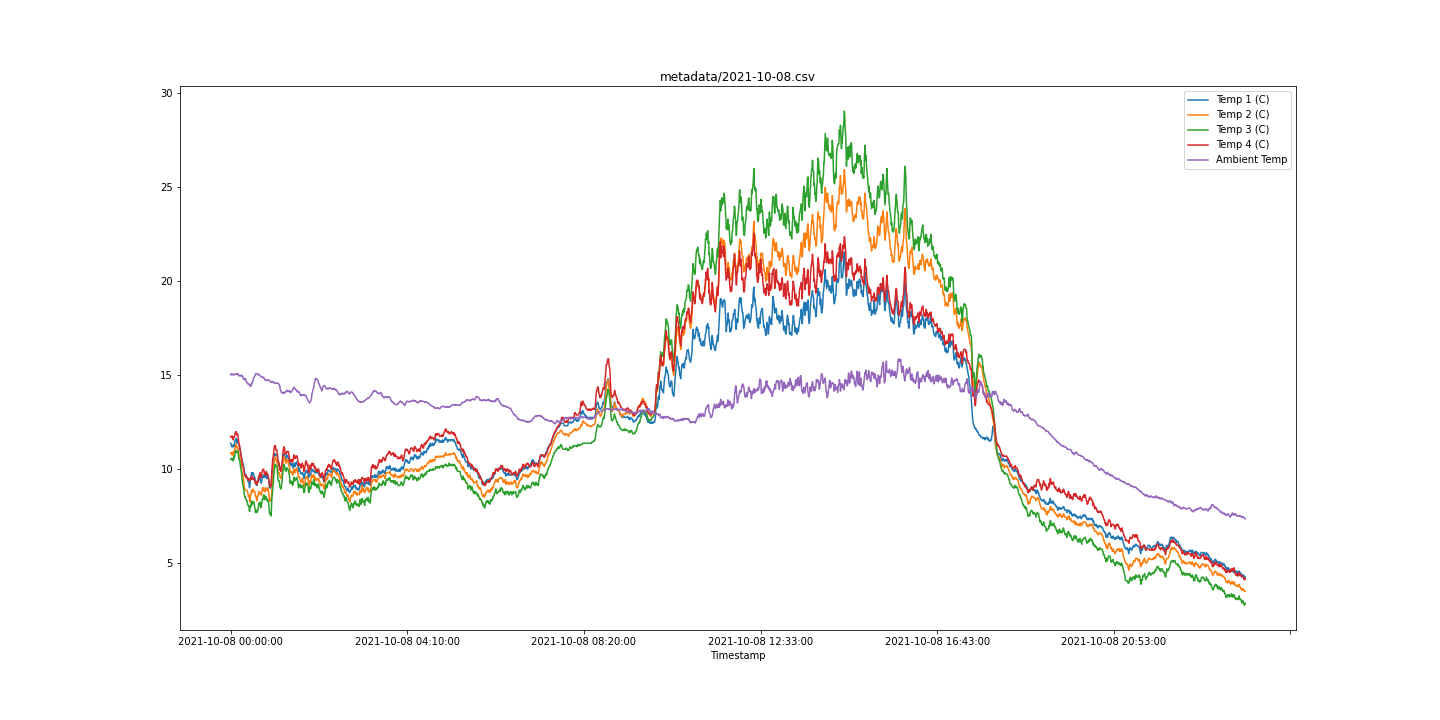 metadata/2021-10-08.csv
30
25
20
15
10
5
Temp 1 (C)
Temp 2 (C)
Temp 3 (C)
Temp 4 (C)
Ambient Temp
2021-10-08 00:00:00
2021-10-08 04:10:00
2021-10-08 08:20:00
2021-10-08 12:33:00
2021-10-08 16:43:00
2021-10-08 20:53:00
Timestamp